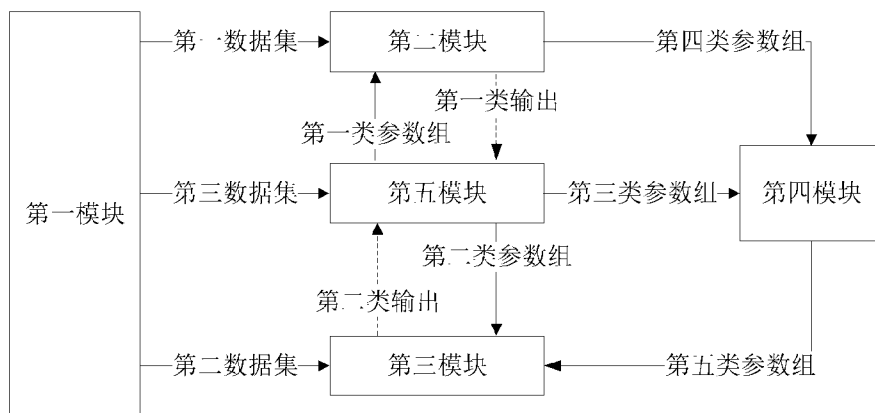 第一数据集
第二模块
第四类参数组
第一类输出
第一类参数组
第一模块
第三数据集
第五模块
第三类参数组
第四模块
第二类参数组
第二类输出
第二数据集
第三模块
第五类参数组